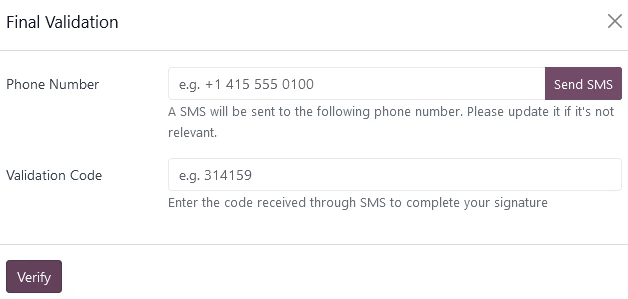 Final Validation
Phone Number
e.g. +1 415 555 0100
Send SMS
A SMS will be sent to the following phone number. Please update it if it's not
relevant.
Validation Code
e.g. 314159
Enter the code received through SMS to complete your signature
Verify